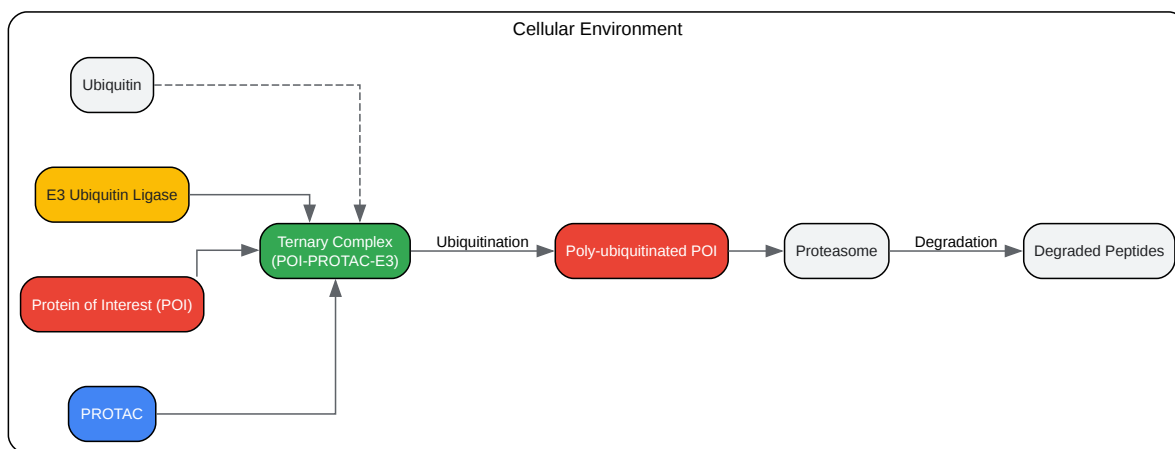 Cellular Environment
Ubiquitin
E3 Ubiquitin Ligase
Protein of Interest (POI)
PROTAC
Ternary Complex
(POI-PROTAC-E3)
Ubiquitination
Poly-ubiquitinated POI
Proteasome
Degradation
Degraded Peptides